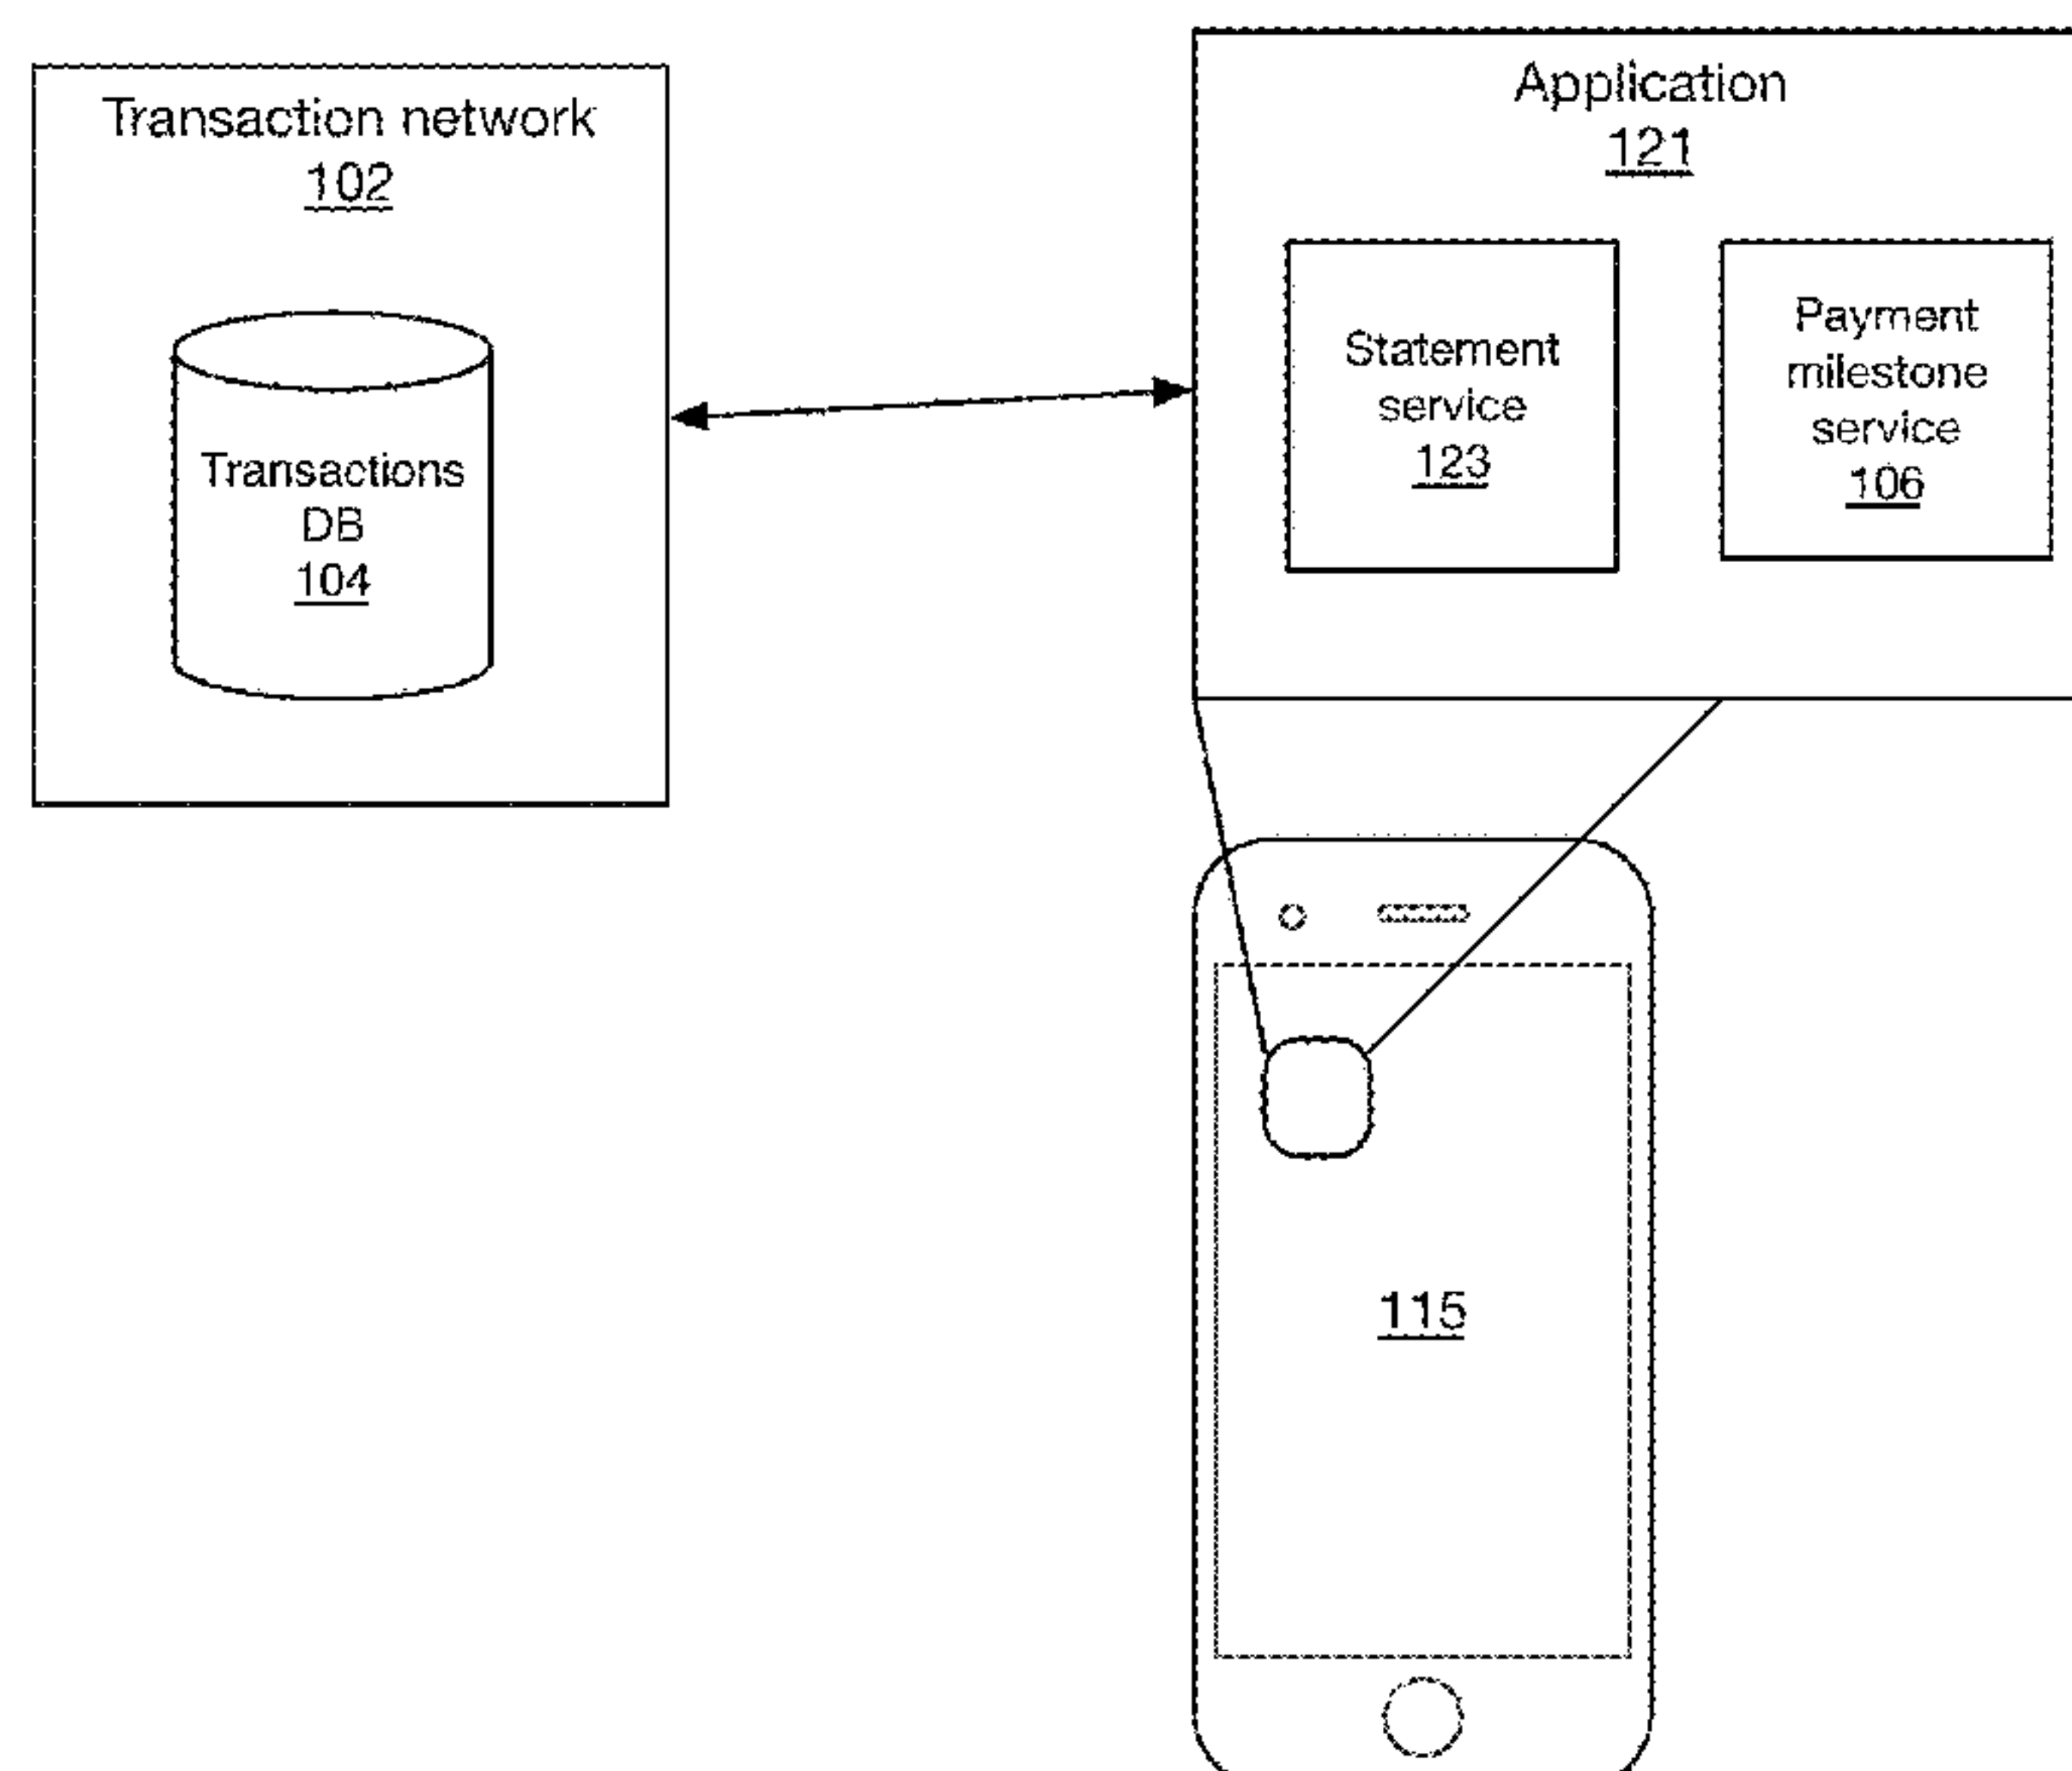 Transaction network
102
Transactions
DB
104
Application
121
Statement
service
123
Payment
milestone
service
106
115